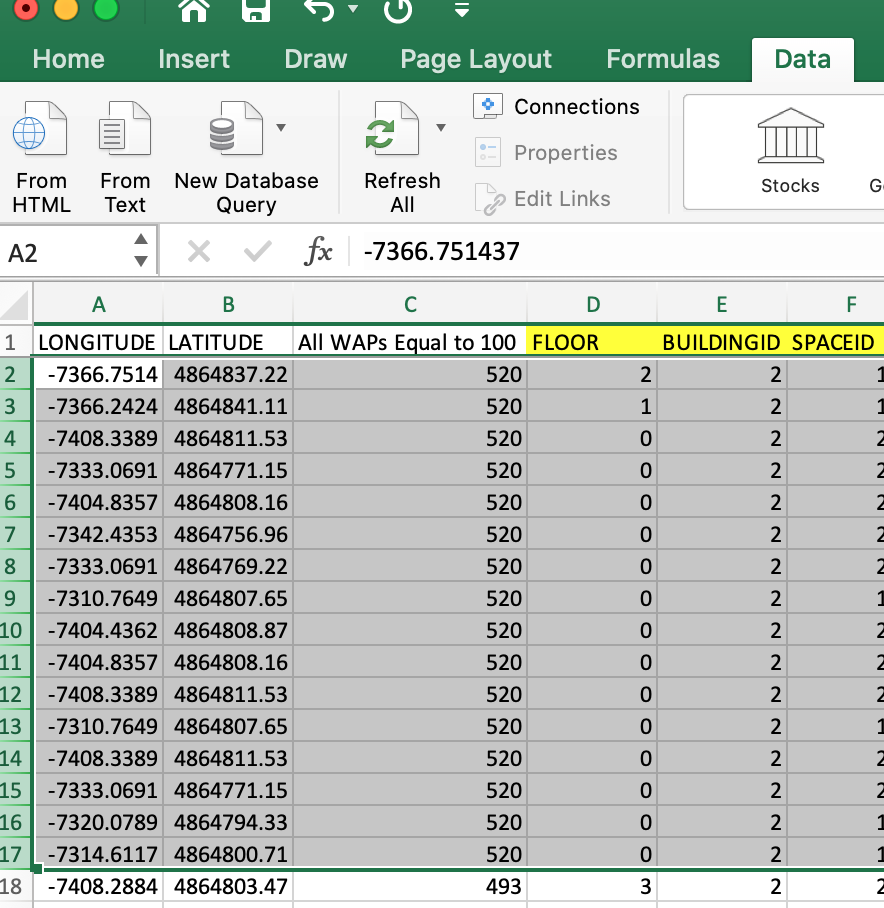 Home Insert Draw Page Layout Formulas Data
Connections
Properties
Edit Links
From HTML
From Text
New Database Query
Refresh All
Stocks
A2 fx -7366.751437
A B C D E F
1 LONGITUDE LATITUDE All WAPs Equal to 100 FLOOR BUILDINGID SPACEID
2 -7366.7514 4864837.22 520 2 2 1
3 -7366.2424 4864841.11 520 1 2 1
4 -7408.3389 4864811.53 520 0 2 2
5 -7333.0691 4864771.15 520 0 2 2
6 -7404.8357 4864808.16 520 0 2 2
7 -7342.4353 4864756.96 520 0 2 2
8 -7333.0691 4864769.22 520 0 2 2
9 -7310.7649 4864807.65 520 0 2 1
10 -7404.4362 4864808.87 520 0 2 2
11 -7404.8357 4864808.16 520 0 2 2
12 -7408.3389 4864811.53 520 0 2 2
13 -7310.7649 4864807.65 520 0 2 1
14 -7408.3389 4864811.53 520 0 2 2
15 -7333.0691 4864771.15 520 0 2 2
16 -7320.0789 4864794.33 520 0 2 1
17 -7314.6117 4864800.71 520 0 2 1
18 -7408.2884 4864803.47 493 3 2 2